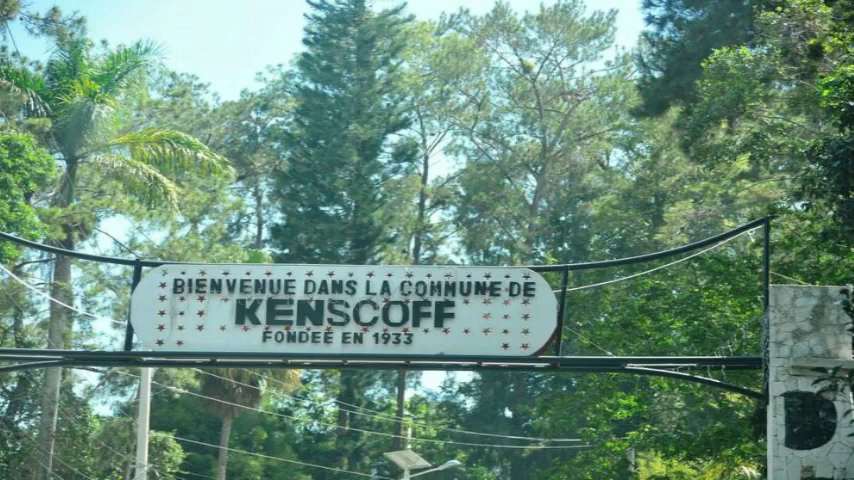 BIENVENUE DANS LA COMMUNE DE
KENSCOFF
FONDEE EN 1933